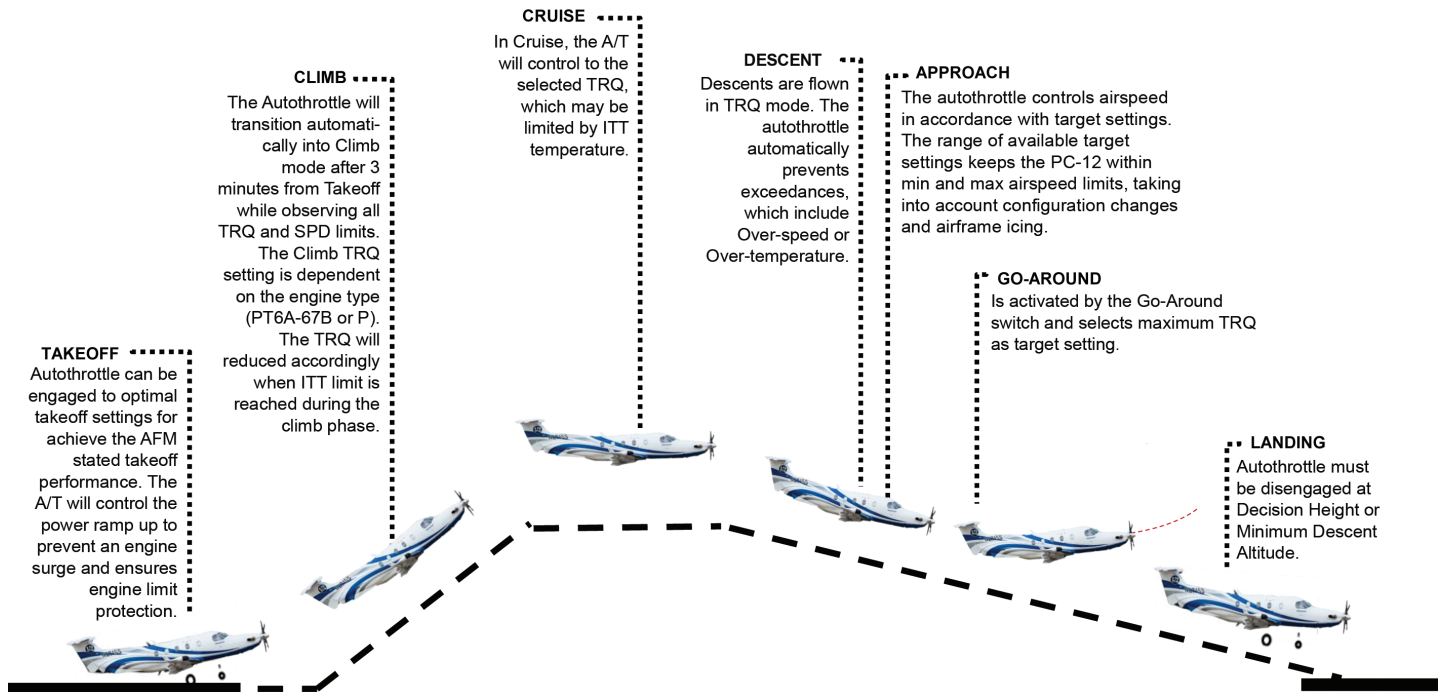 TAKEOFF
Autothrottle can be
engaged to optimal
takeoff settings for
achieve the AFM
stated takeoff
performance. The
A/T will control the
power ramp up to
prevent an engine
surge and ensures
engine limit
protection.
CLIMB
The Autothrottle will
transition automati-
cally into Climb
mode after 3
minutes from Takeoff
while observing all
TRQ and SPD limits.
The Climb TRQ
setting is dependent
on the engine type
(PT6A-67B or P).
The TRQ will
reduced accordingly
when ITT limit is
reached during the
climb phase.
CRUISE
In Cruise, the A/T
will control to the
selected TRQ,
which may be
limited by ITT
temperature.
DESCENT
Descents are flown
in TRQ mode. The
autothrottle
automatically
prevents
exceedances,
which include
Over-speed or
Over-temperature.
APPROACH
The autothrottle controls airspeed
in accordance with target settings.
The range of available target
settings keeps the PC-12 within
min and max airspeed limits, taking
into account configuration changes
and airframe icing.
GO-AROUND
Is activated by the Go-Around
switch and selects maximum TRQ
as target setting.
LANDING
Autothrottle must
be disengaged at
Decision Height or
Minimum Descent
Altitude.